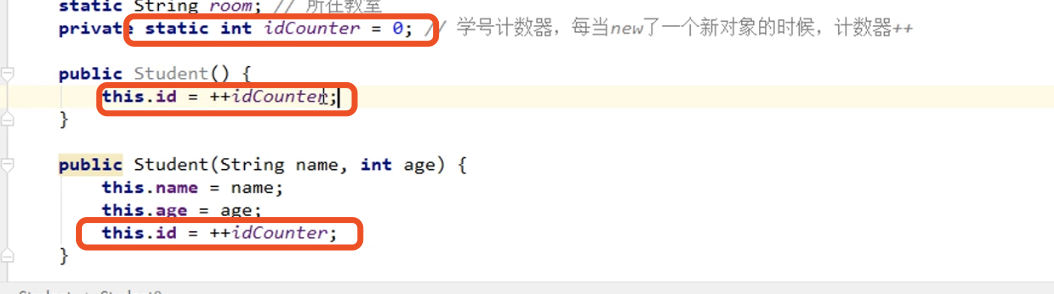 static String room; // 所在教室
private static int idCounter = 0; // 学号计数器，每当new了一个新对象的时候，计数器++
public Student() {
this.id = ++idCounter;
}
public Student(String name, int age) {
this.name = name;
this.age = age;
this.id = ++idCounter;
}